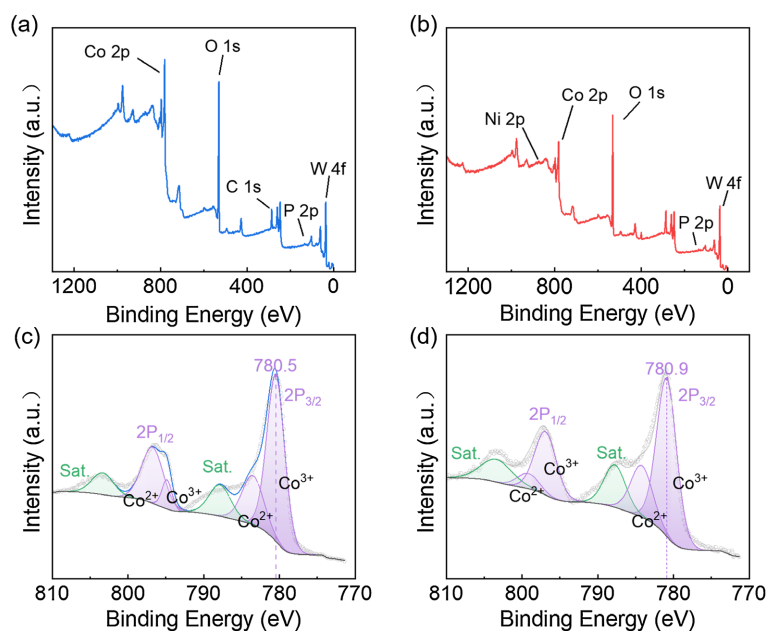 (a)
Co 2p
O 1s
C 1s
P 2p
W 4f
Intensity (a.u.)
1200 800 400 0
Binding Energy (eV)
(b)
Ni 2p
Co 2p
O 1s
P 2p
W 4f
Intensity (a.u.)
1200 800 400 0
Binding Energy (eV)
(c)
780.5
2P3/2
2P1/2
Sat.
Sat.
Co2+
Co3+
Co2+
Co3+
Intensity (a.u.)
810 800 790 780 770
Binding Energy (eV)
(d)
780.9
2P3/2
2P1/2
Sat.
Sat.
Co3+
Co2+
Co3+
Co2+
Intensity (a.u.)
810 800 790 780 770
Binding Energy (eV)